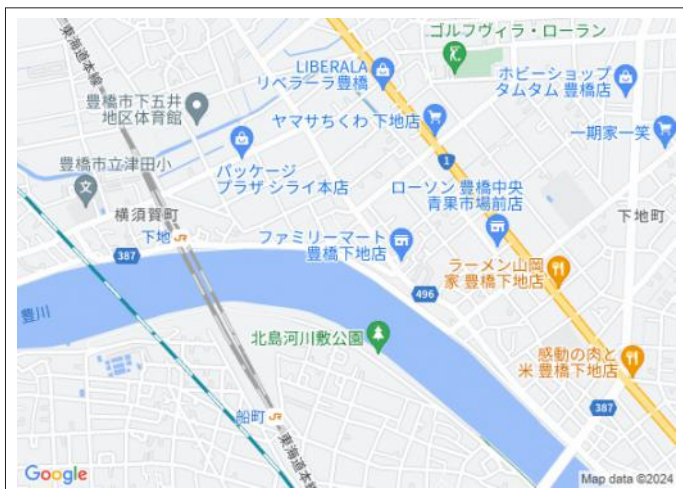 東海道本線
ゴルフヴィラ・ローラン
LIBERALA
リベラーラ豊橋
ホビーショップ
タムタム 豊橋店
豊橋市下五井
地区体育館
ヤマサちくわ 下地店
一期家一笑
1
豊橋市立津田小
パッケージ
プラザ シライ本店
ローソン 豊橋中央
青果市場前店
横須賀町
下地町
下地
387
ファミリーマート
豊橋下地店
ラーメン山岡
家 豊橋下地店
496
豊川
北島河川敷公園
感動の肉と
米 豊橋下地店
387
船町
東海道本線
Google
Map data ©2024